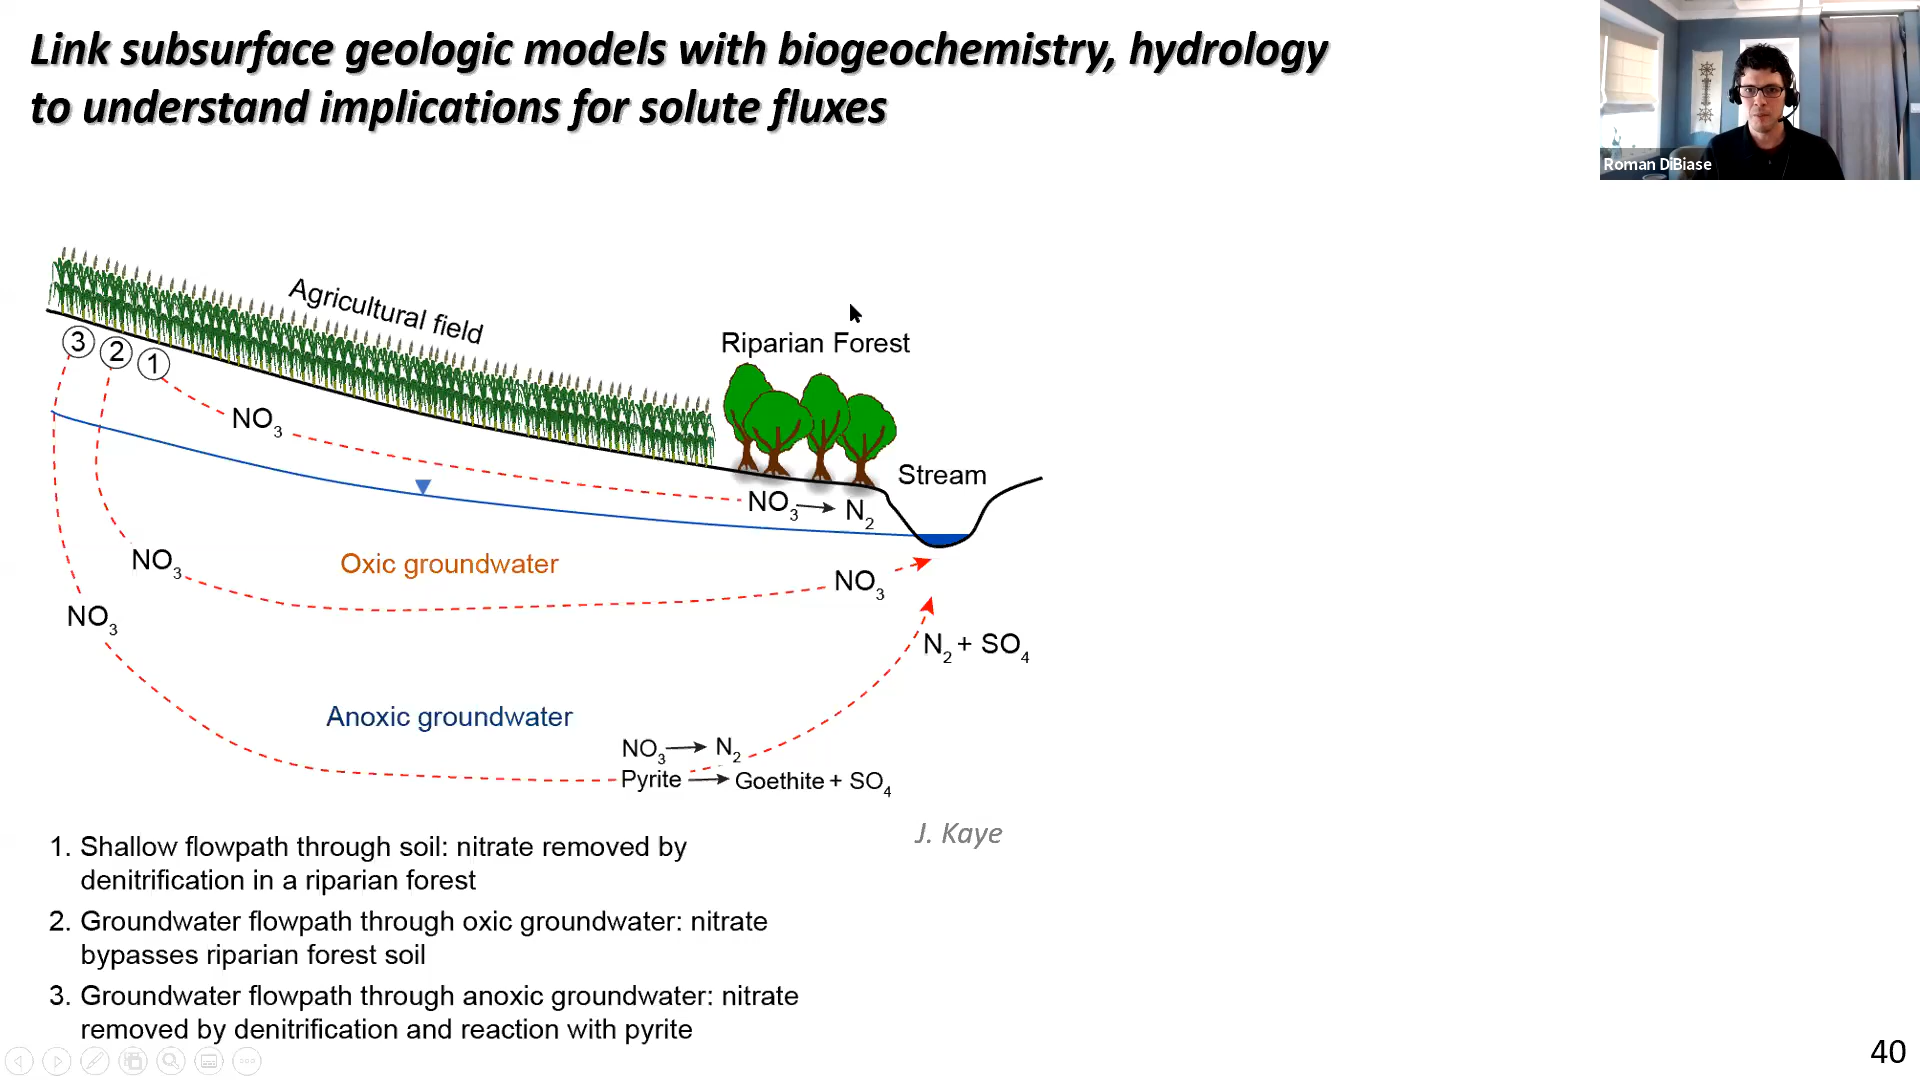 Link subsurface geologic models with biogeochemistry, hydrology
to understand implications for solute fluxes
Roman DiBiase
Agricultural field
Riparian Forest
3 2 1
NO3
Stream
NO3 → N2
NO3
Oxic groundwater
NO3
NO3
N2 + SO4
Anoxic groundwater
NO3 → N2
Pyrite → Goethite + SO4
J. Kaye
1. Shallow flowpath through soil: nitrate removed by
denitrification in a riparian forest
2. Groundwater flowpath through oxic groundwater: nitrate
bypasses riparian forest soil
3. Groundwater flowpath through anoxic groundwater: nitrate
removed by denitrification and reaction with pyrite
40